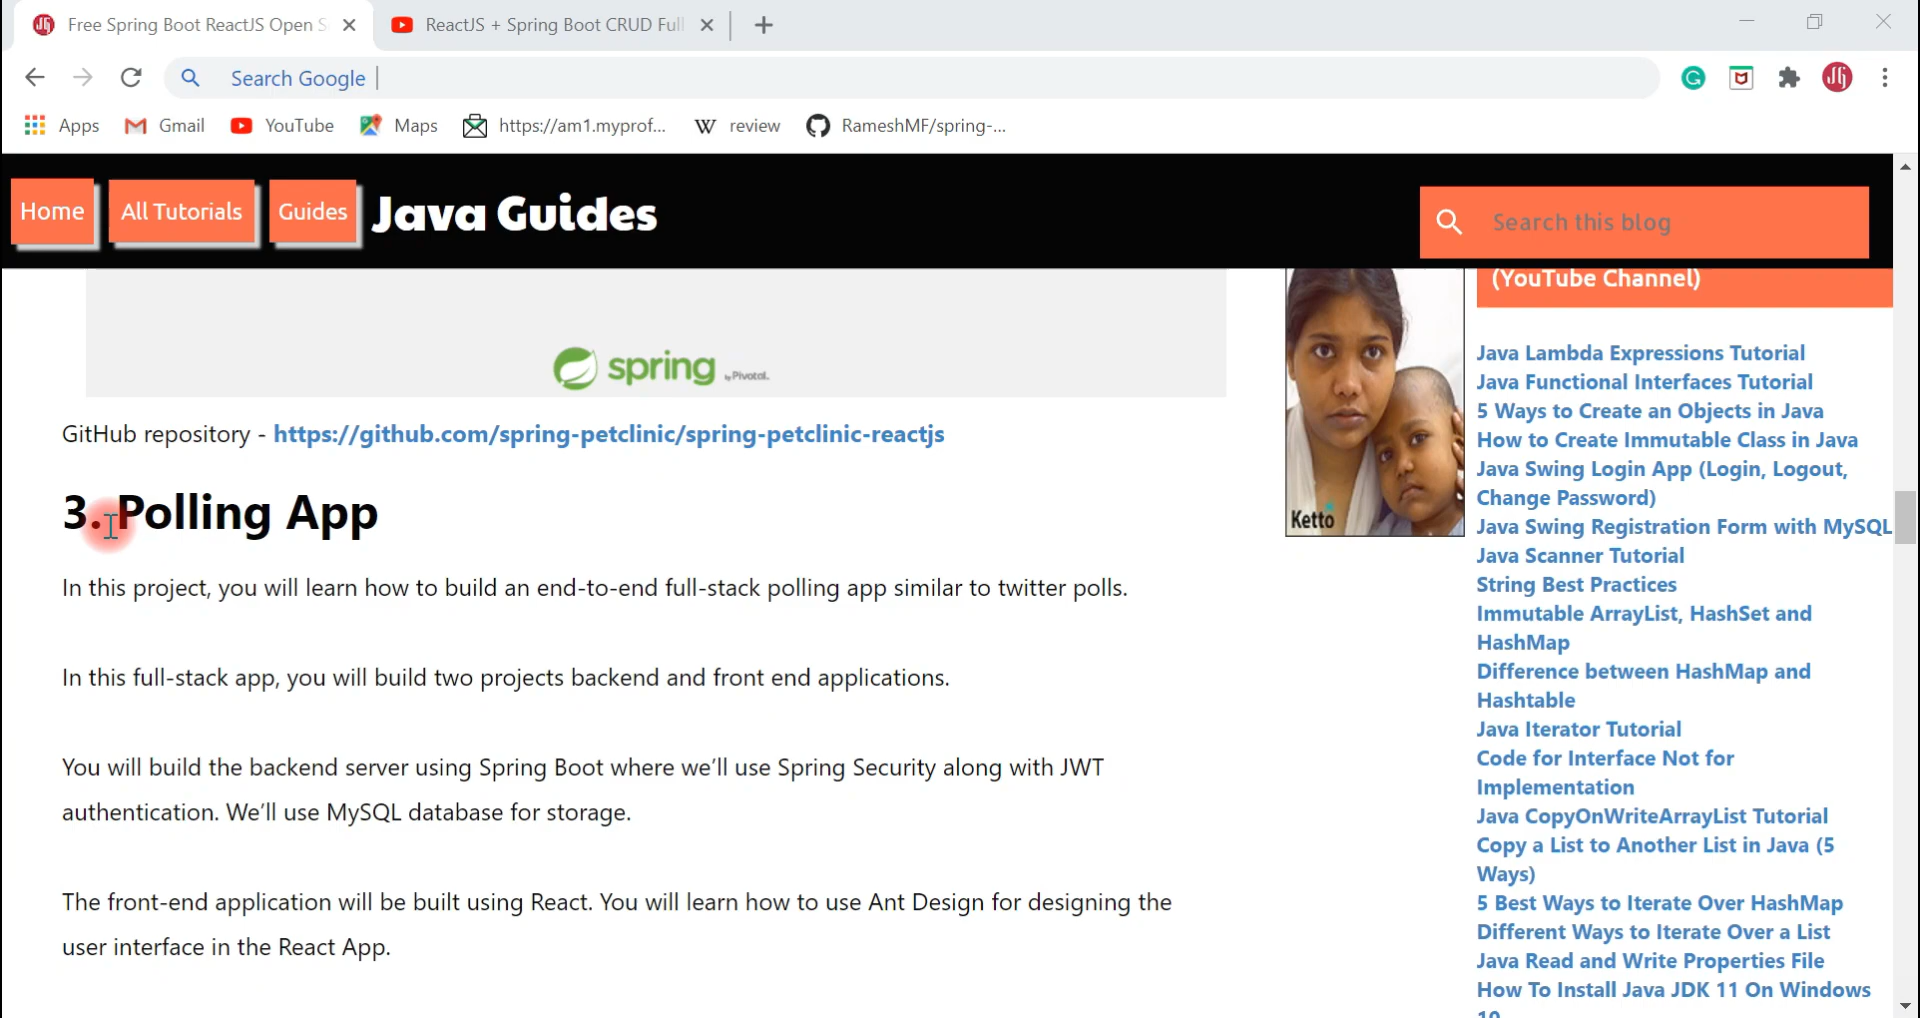 Free Spring Boot ReactJS Open S
ReactJS + Spring Boot CRUD Full
Search Google
Apps
Gmail
YouTube
Maps
https://am1.myprof...
W review
RameshMF/spring-...
Home
All Tutorials
Guides
Java Guides
Search this blog
spring by Pivotal.
GitHub repository - https://github.com/spring-petclinic/spring-petclinic-reactjs
3. Polling App
In this project, you will learn how to build an end-to-end full-stack polling app similar to twitter polls.
In this full-stack app, you will build two projects backend and front end applications.
You will build the backend server using Spring Boot where we’ll use Spring Security along with JWT
authentication. We’ll use MySQL database for storage.
The front-end application will be built using React. You will learn how to use Ant Design for designing the
user interface in the React App.
Ketto
(YouTube Channel)
Java Lambda Expressions Tutorial
Java Functional Interfaces Tutorial
5 Ways to Create an Objects in Java
How to Create Immutable Class in Java
Java Swing Login App (Login, Logout,
Change Password)
Java Swing Registration Form with MySQL
Java Scanner Tutorial
String Best Practices
Immutable ArrayList, HashSet and
HashMap
Difference between HashMap and
Hashtable
Java Iterator Tutorial
Code for Interface Not for
Implementation
Java CopyOnWriteArrayList Tutorial
Copy a List to Another List in Java (5
Ways)
5 Best Ways to Iterate Over HashMap
Different Ways to Iterate Over a List
Java Read and Write Properties File
How To Install Java JDK 11 On Windows